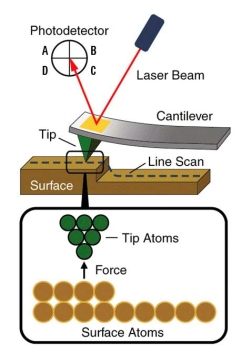 Photodetector
A B
D C
Laser Beam
Cantilever
Tip
Line Scan
Surface
Tip Atoms
Force
Surface Atoms